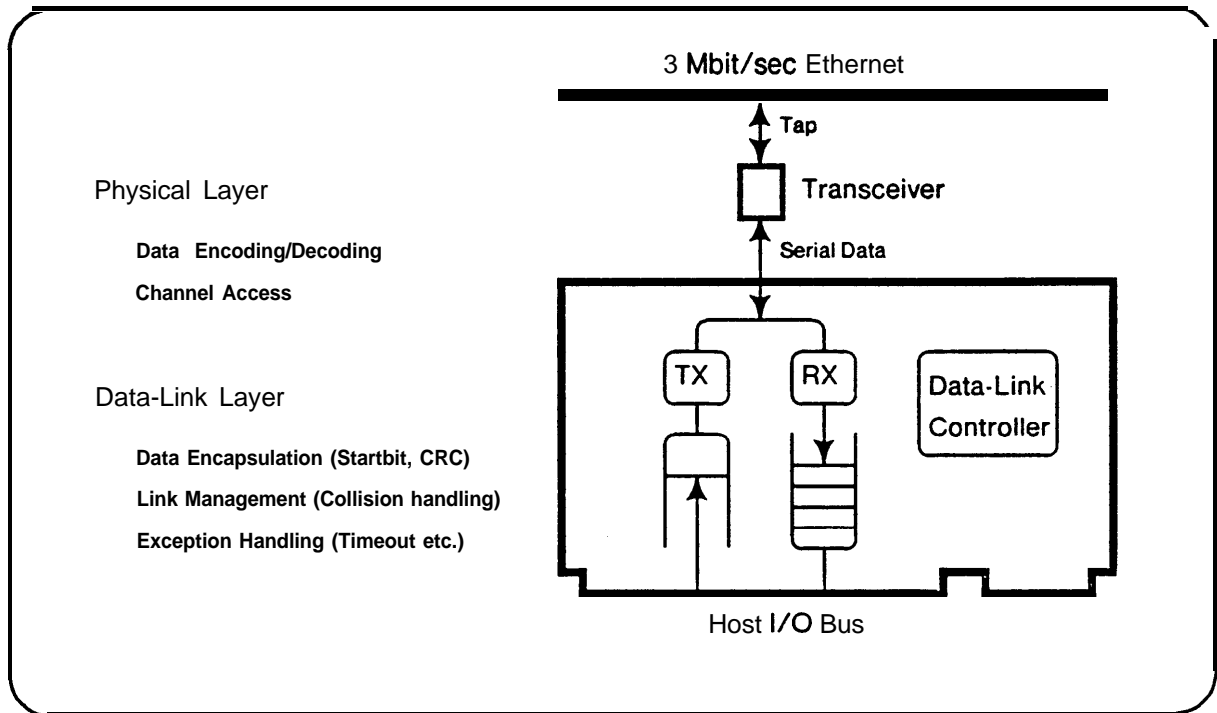 3 Mbit/sec Ethernet
Tap
Physical Layer
Transceiver
Data Encoding/Decoding
Serial Data
Channel Access
TX
RX
Data-Link
Controller
Data-Link Layer
Data Encapsulation (Startbit, CRC)
Link Management (Collision handling)
Exception Handling (Timeout etc.)
Host I/O Bus